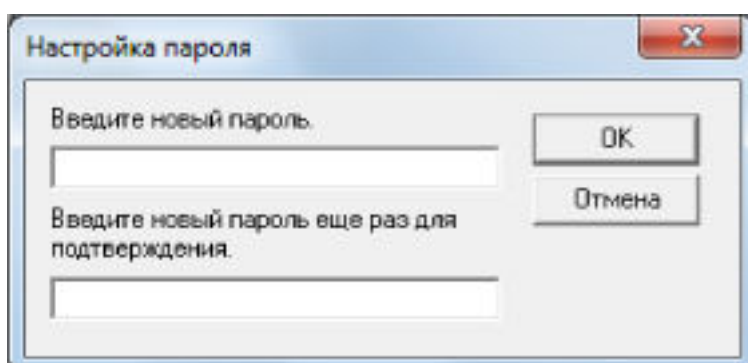 Настройка пароля
Введите новый пароль.
OK
Отмена
Введите новый пароль еще раз для
подтверждения.